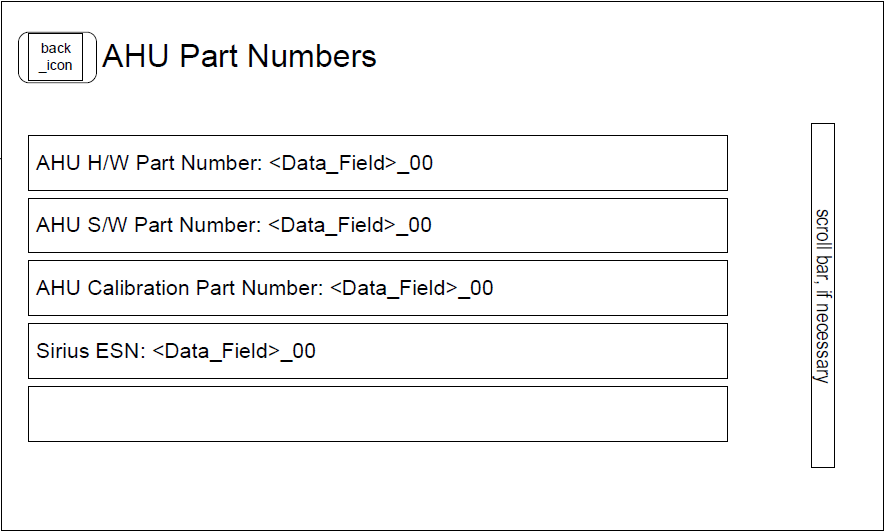 back
_icon
AHU Part Numbers
AHU H/W Part Number: <Data_Field>_00
AHU S/W Part Number: <Data_Field>_00
AHU Calibration Part Number: <Data_Field>_00
Sirius ESN: <Data_Field>_00
scroll bar, if necessary